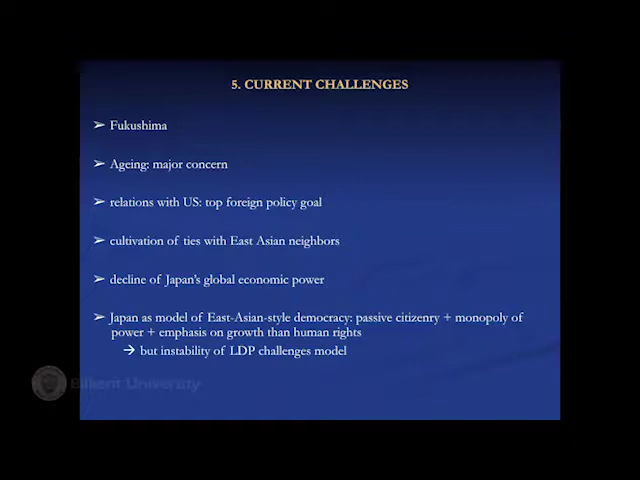 5. CURRENT CHALLENGES
➢ Fukushima
➢ Ageing: major concern
➢ relations with US: top foreign policy goal
➢ cultivation of ties with East Asian neighbors
➢ decline of Japan's global economic power
➢ Japan as model of East-Asian-style democracy: passive citizenry + monopoly of
power + emphasis on growth than human rights
→ but instability of LDP challenges model
Bilkent University